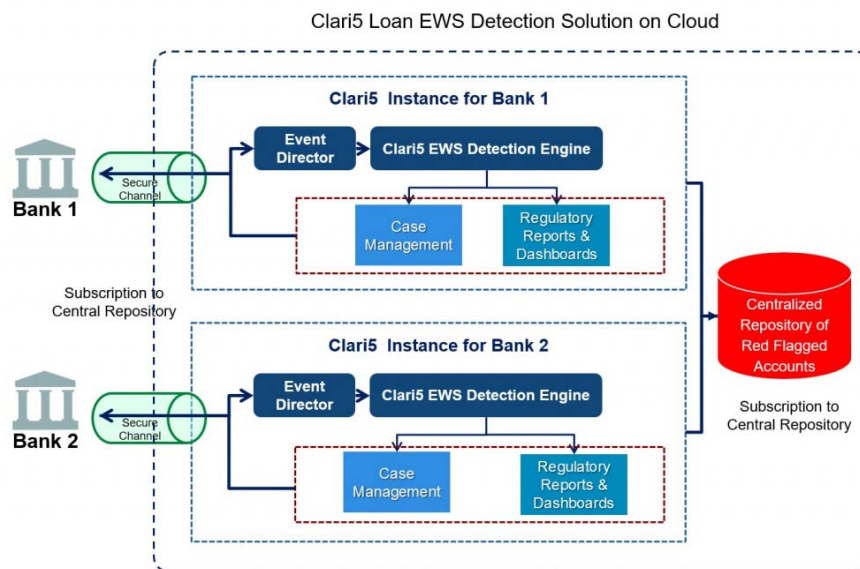 Clari5 Loan EWS Detection Solution on Cloud
Clari5 Instance for Bank 1
Event
Director
Clari5 EWS Detection Engine
Secure
Channel
Bank 1
Case
Management
Regulatory
Reports &
Dashboards
Subscription to
Central Repository
Centralized
Repository of
Red Flagged
Accounts
Subscription to
Central Repository
Clari5 Instance for Bank 2
Event
Director
Clari5 EWS Detection Engine
Secure
Channel
Bank 2
Case
Management
Regulatory
Reports &
Dashboards